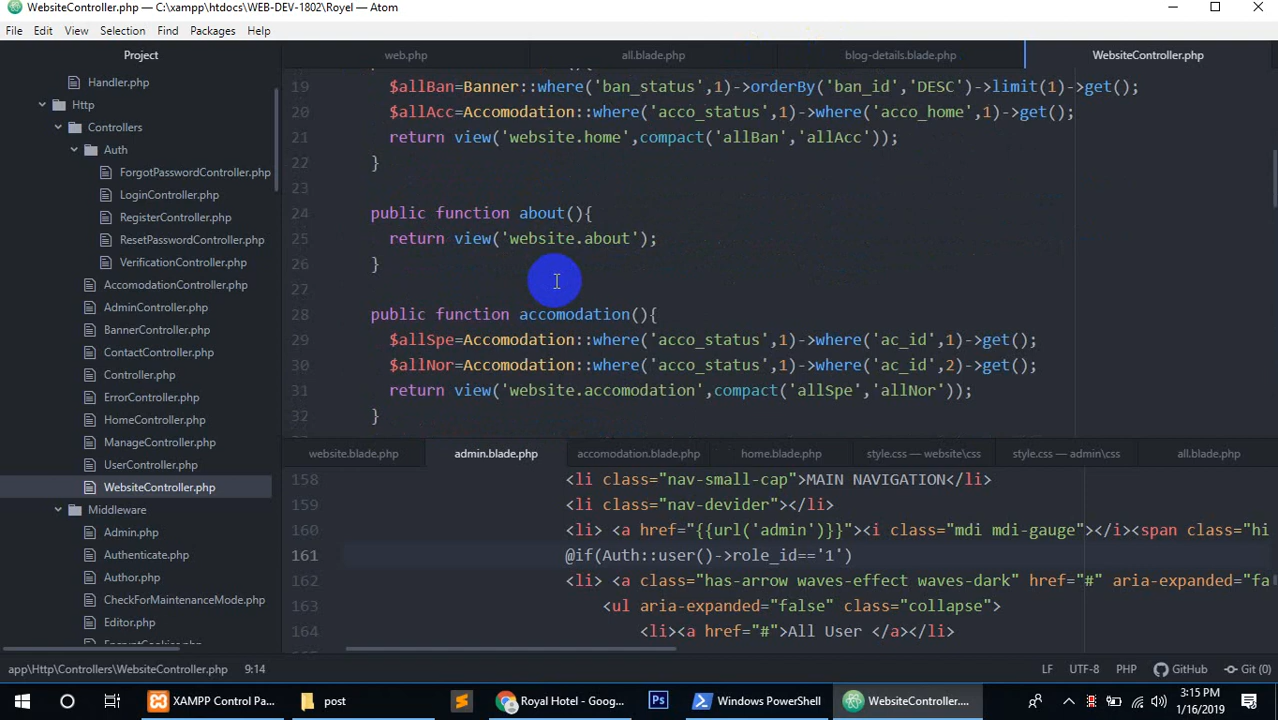 WebsiteController.php — C:\xampp\htdocs\WEB-DEV-1802\Royel — Atom
File Edit View Selection Find Packages Help
Project
Handler.php
Http
Controllers
Auth
ForgotPasswordController.php
LoginController.php
RegisterController.php
ResetPasswordController.php
VerificationController.php
AccomodationController.php
AdminController.php
BannerController.php
ContactController.php
Controller.php
ErrorController.php
HomeController.php
ManageController.php
UserController.php
WebsiteController.php
Middleware
Admin.php
Authenticate.php
Author.php
CheckForMaintenanceMode.php
Editor.php
web.php all.blade.php blog-details.blade.php WebsiteController.php
19 $allBan=Banner::where('ban_status',1)->orderBy('ban_id','DESC')->limit(1)->get();
20 $allAcc=Accomodation::where('acco_status',1)->where('acco_home',1)->get();
21 return view('website.home',compact('allBan','allAcc'));
22 }
23
24 public function about(){
25 return view('website.about');
26 }
27
28 public function accomodation(){
29 $allSpe=Accomodation::where('acco_status',1)->where('ac_id',1)->get();
30 $allNor=Accomodation::where('acco_status',1)->where('ac_id',2)->get();
31 return view('website.accomodation',compact('allSpe','allNor'));
32 }
website.blade.php admin.blade.php accomodation.blade.php home.blade.php style.css — website\css style.css — admin\css all.blade.php
158 <li class="nav-small-cap">MAIN NAVIGATION</li>
159 <li class="nav-devider"></li>
160 <li> <a href="{{url('admin')}}"><i class="mdi mdi-gauge"></i><span class="hi
161 @if(Auth::user()->role_id=='1')
162 <li> <a class="has-arrow waves-effect waves-dark" href="#" aria-expanded="fa
163 <ul aria-expanded="false" class="collapse">
164 <li><a href="#">All User </a></li>
app\Http\Controllers\WebsiteController.php 9:14 LF UTF-8 PHP GitHub Git (0)
XAMPP Control Pa... post Royal Hotel - Goog... Ps Windows PowerShell WebsiteController....
3:15 PM
1/16/2019